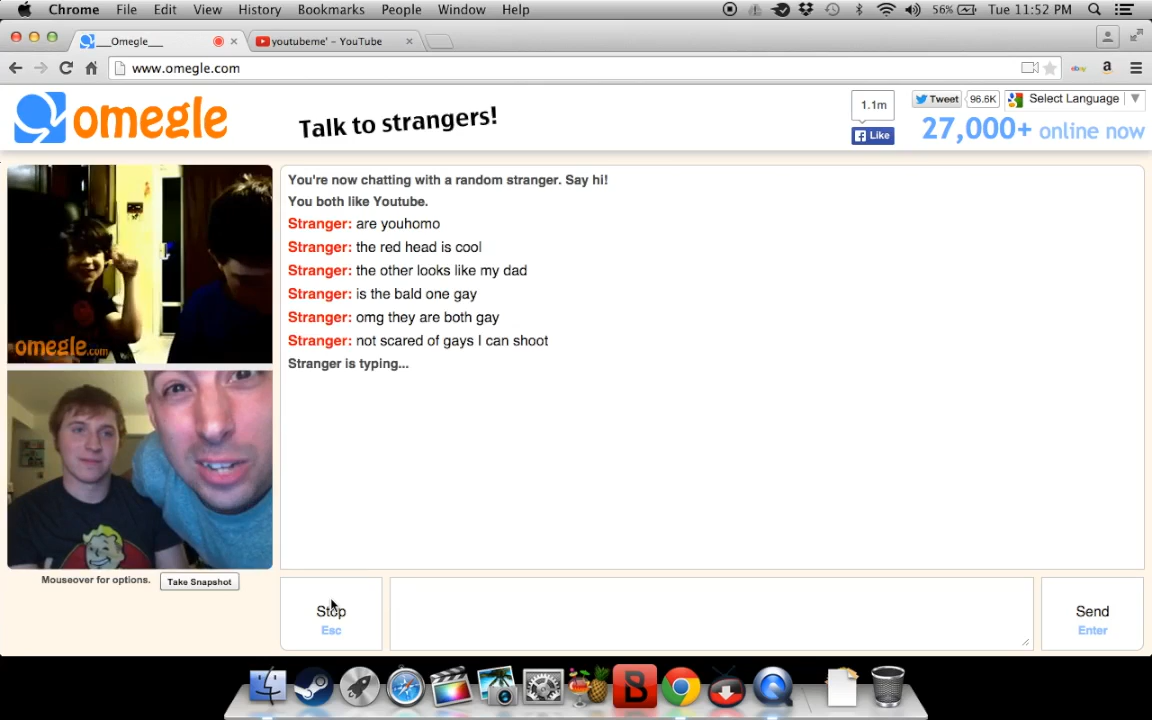 Chrome File Edit View History Bookmarks People Window Help 56% Tue 11:52 PM
__Omegle__ youtubeme' – YouTube
www.omegle.com ebay a
omegle Talk to strangers! 1.1m Like Tweet 96.6K Select Language
27,000+ online now
You're now chatting with a random stranger. Say hi!
You both like Youtube.
Stranger: are youhomo
Stranger: the red head is cool
Stranger: the other looks like my dad
Stranger: is the bald one gay
Stranger: omg they are both gay
Stranger: not scared of gays I can shoot
Stranger is typing...
omegle.com
Mouseover for options. Take Snapshot
Stop
Esc
Send
Enter
B